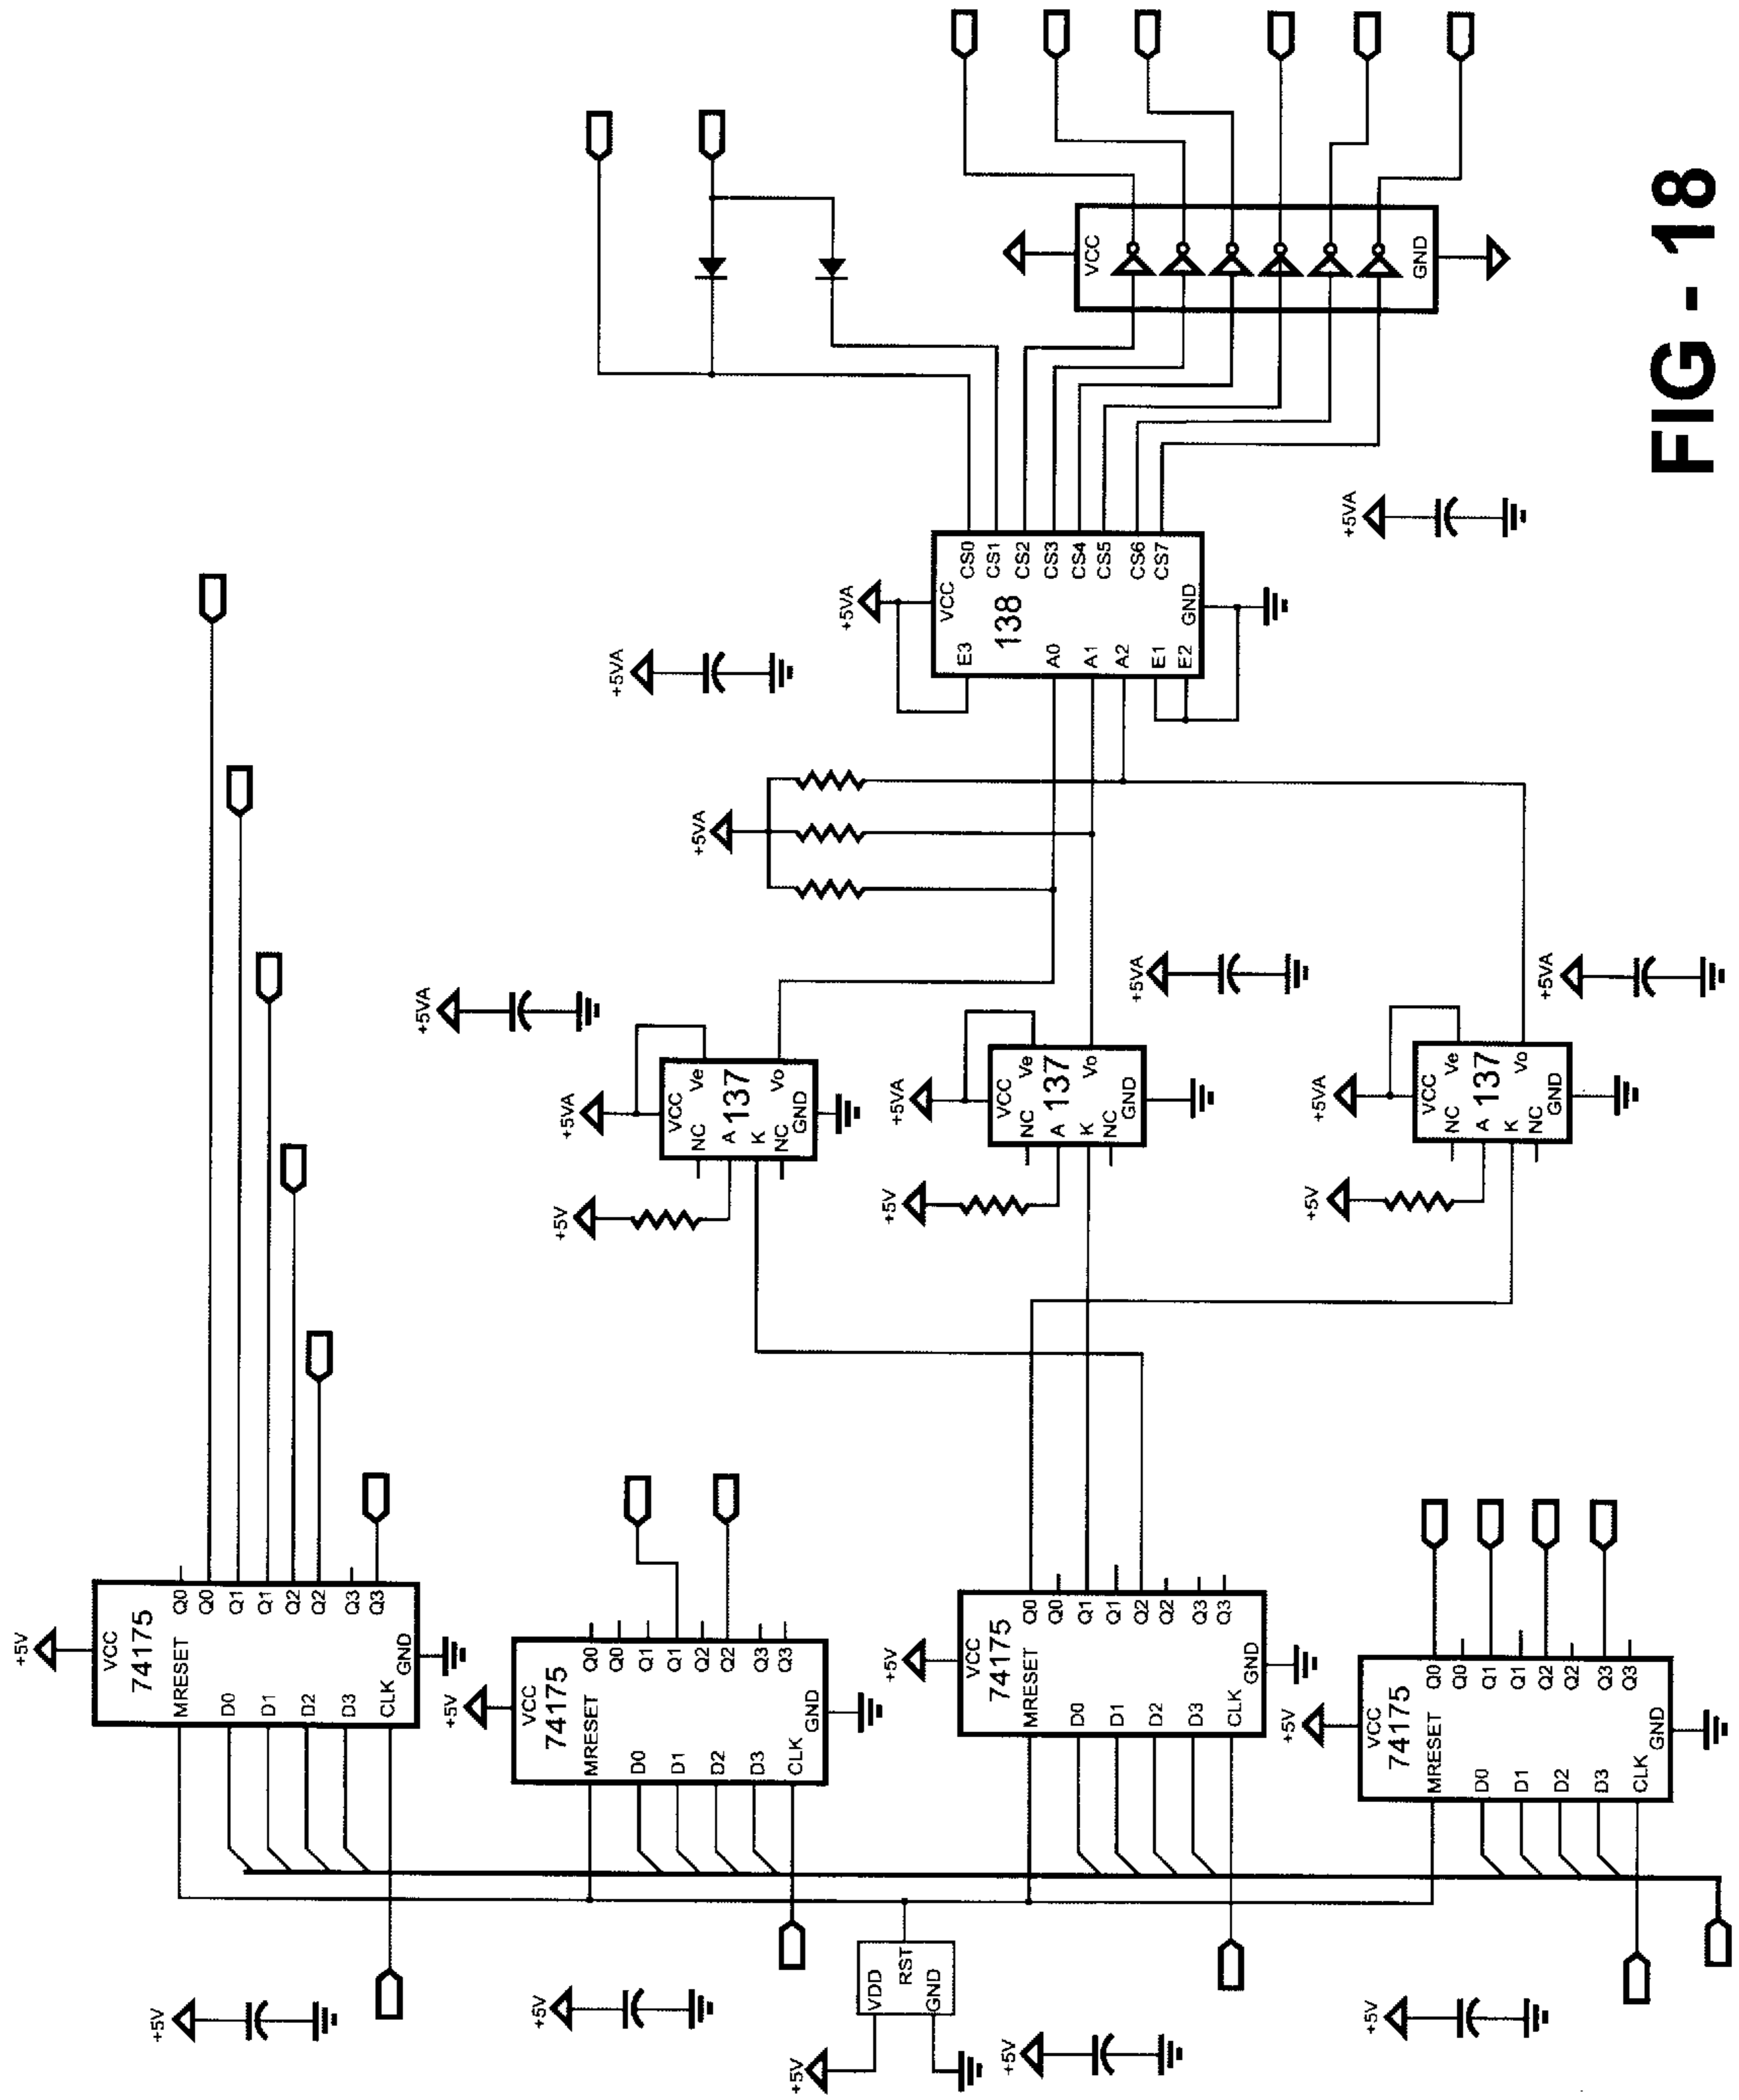 +5V
VCC
74175
MRESET
D0
D1
D2
D3
CLK
GND
Q0
Q0
Q1
Q1
Q2
Q2
Q3
Q3
+5V
VCC
74175
MRESET
D0
D1
D2
D3
CLK
GND
Q0
Q0
Q1
Q1
Q2
Q2
Q3
Q3
+5V
VCC
74175
MRESET
D0
D1
D2
D3
CLK
GND
Q0
Q0
Q1
Q1
Q2
Q2
Q3
Q3
+5V
VCC
74175
MRESET
D0
D1
D2
D3
CLK
GND
Q0
Q0
Q1
Q1
Q2
Q2
Q3
Q3
+5V
+5V
+5V
VDD
RST
GND
+5V
+5V
+5V
+5VA
VCC
NC
Ve
A
137
K
Vo
NC
GND
+5VA
+5V
+5VA
VCC
NC
Ve
A
137
K
Vo
NC
GND
+5VA
+5V
+5VA
VCC
NC
Ve
A
137
K
Vo
NC
GND
+5VA
+5VA
+5VA
+5VA
VCC
E3
138
A0
A1
A2
E1
E2
GND
CS0
CS1
CS2
CS3
CS4
CS5
CS6
CS7
+5VA
VCC
GND
FIG - 18